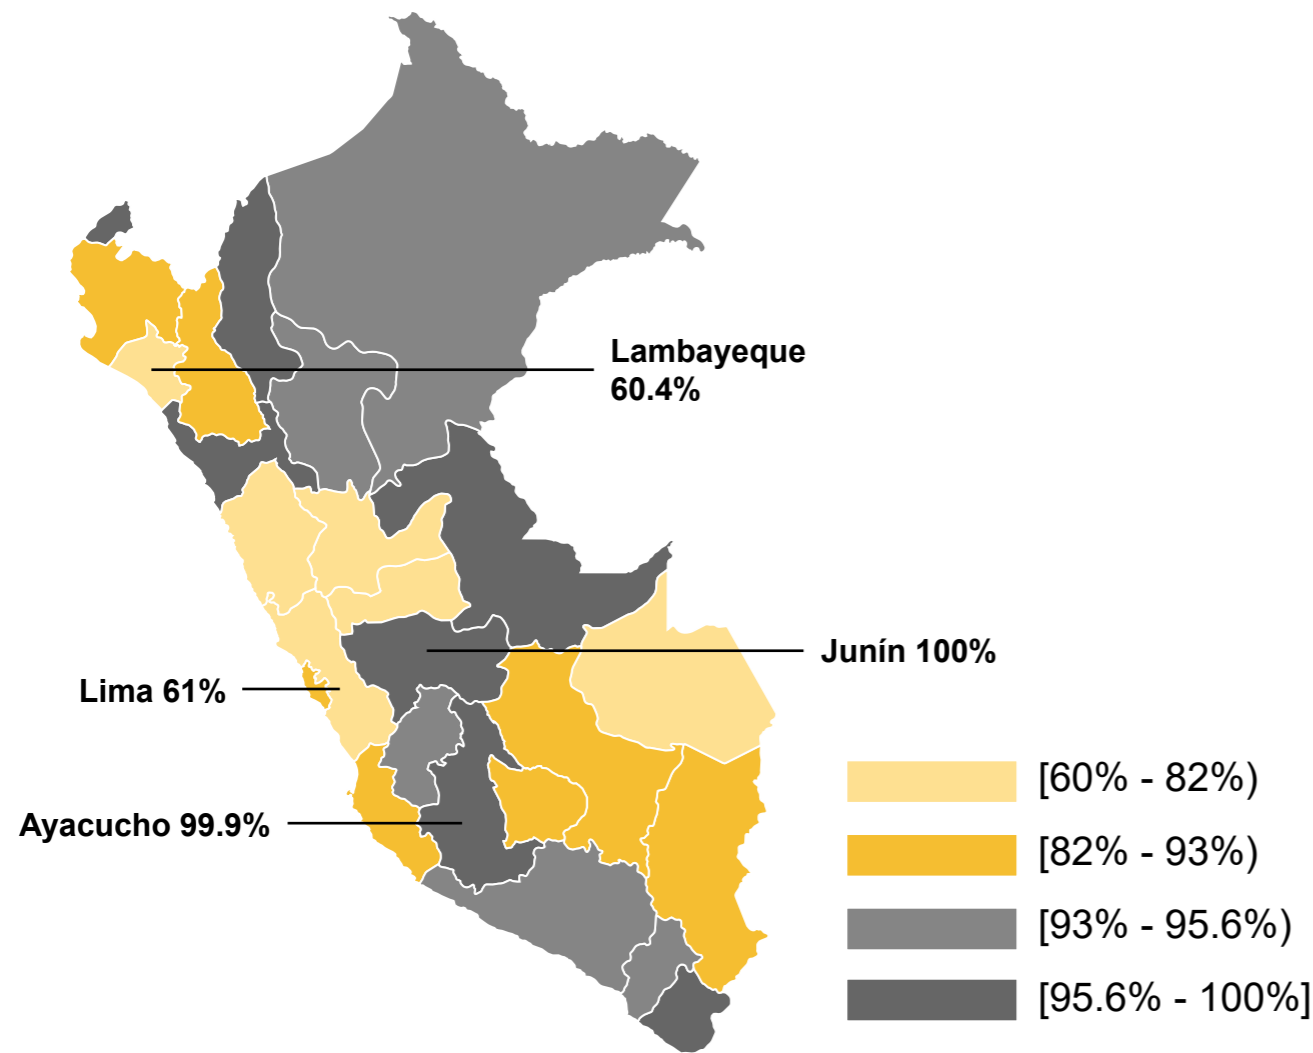 Lambayeque
60.4%
Junín 100%
Lima 61%
Ayacucho 99.9%
[60% - 82%)
[82% - 93%)
[93% - 95.6%)
[95.6% - 100%]